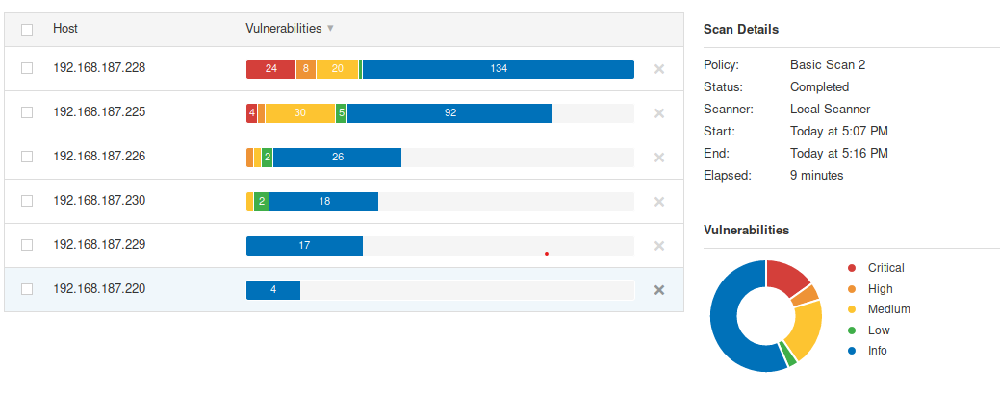 Host Vulnerabilities ▼
192.168.187.228 24 8 20 134
192.168.187.225 4 30 5 92
192.168.187.226 2 26
192.168.187.230 2 18
192.168.187.229 17
192.168.187.220 4
Scan Details
Policy: Basic Scan 2
Status: Completed
Scanner: Local Scanner
Start: Today at 5:07 PM
End: Today at 5:16 PM
Elapsed: 9 minutes
Vulnerabilities
Critical
High
Medium
Low
Info